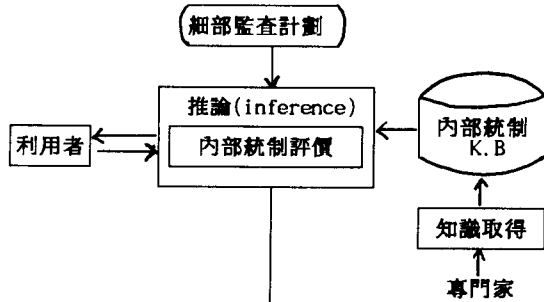 細部監査計劃
推論(inference)
利用者
內部統制評價
內部統制
K.B
知識取得
專門家